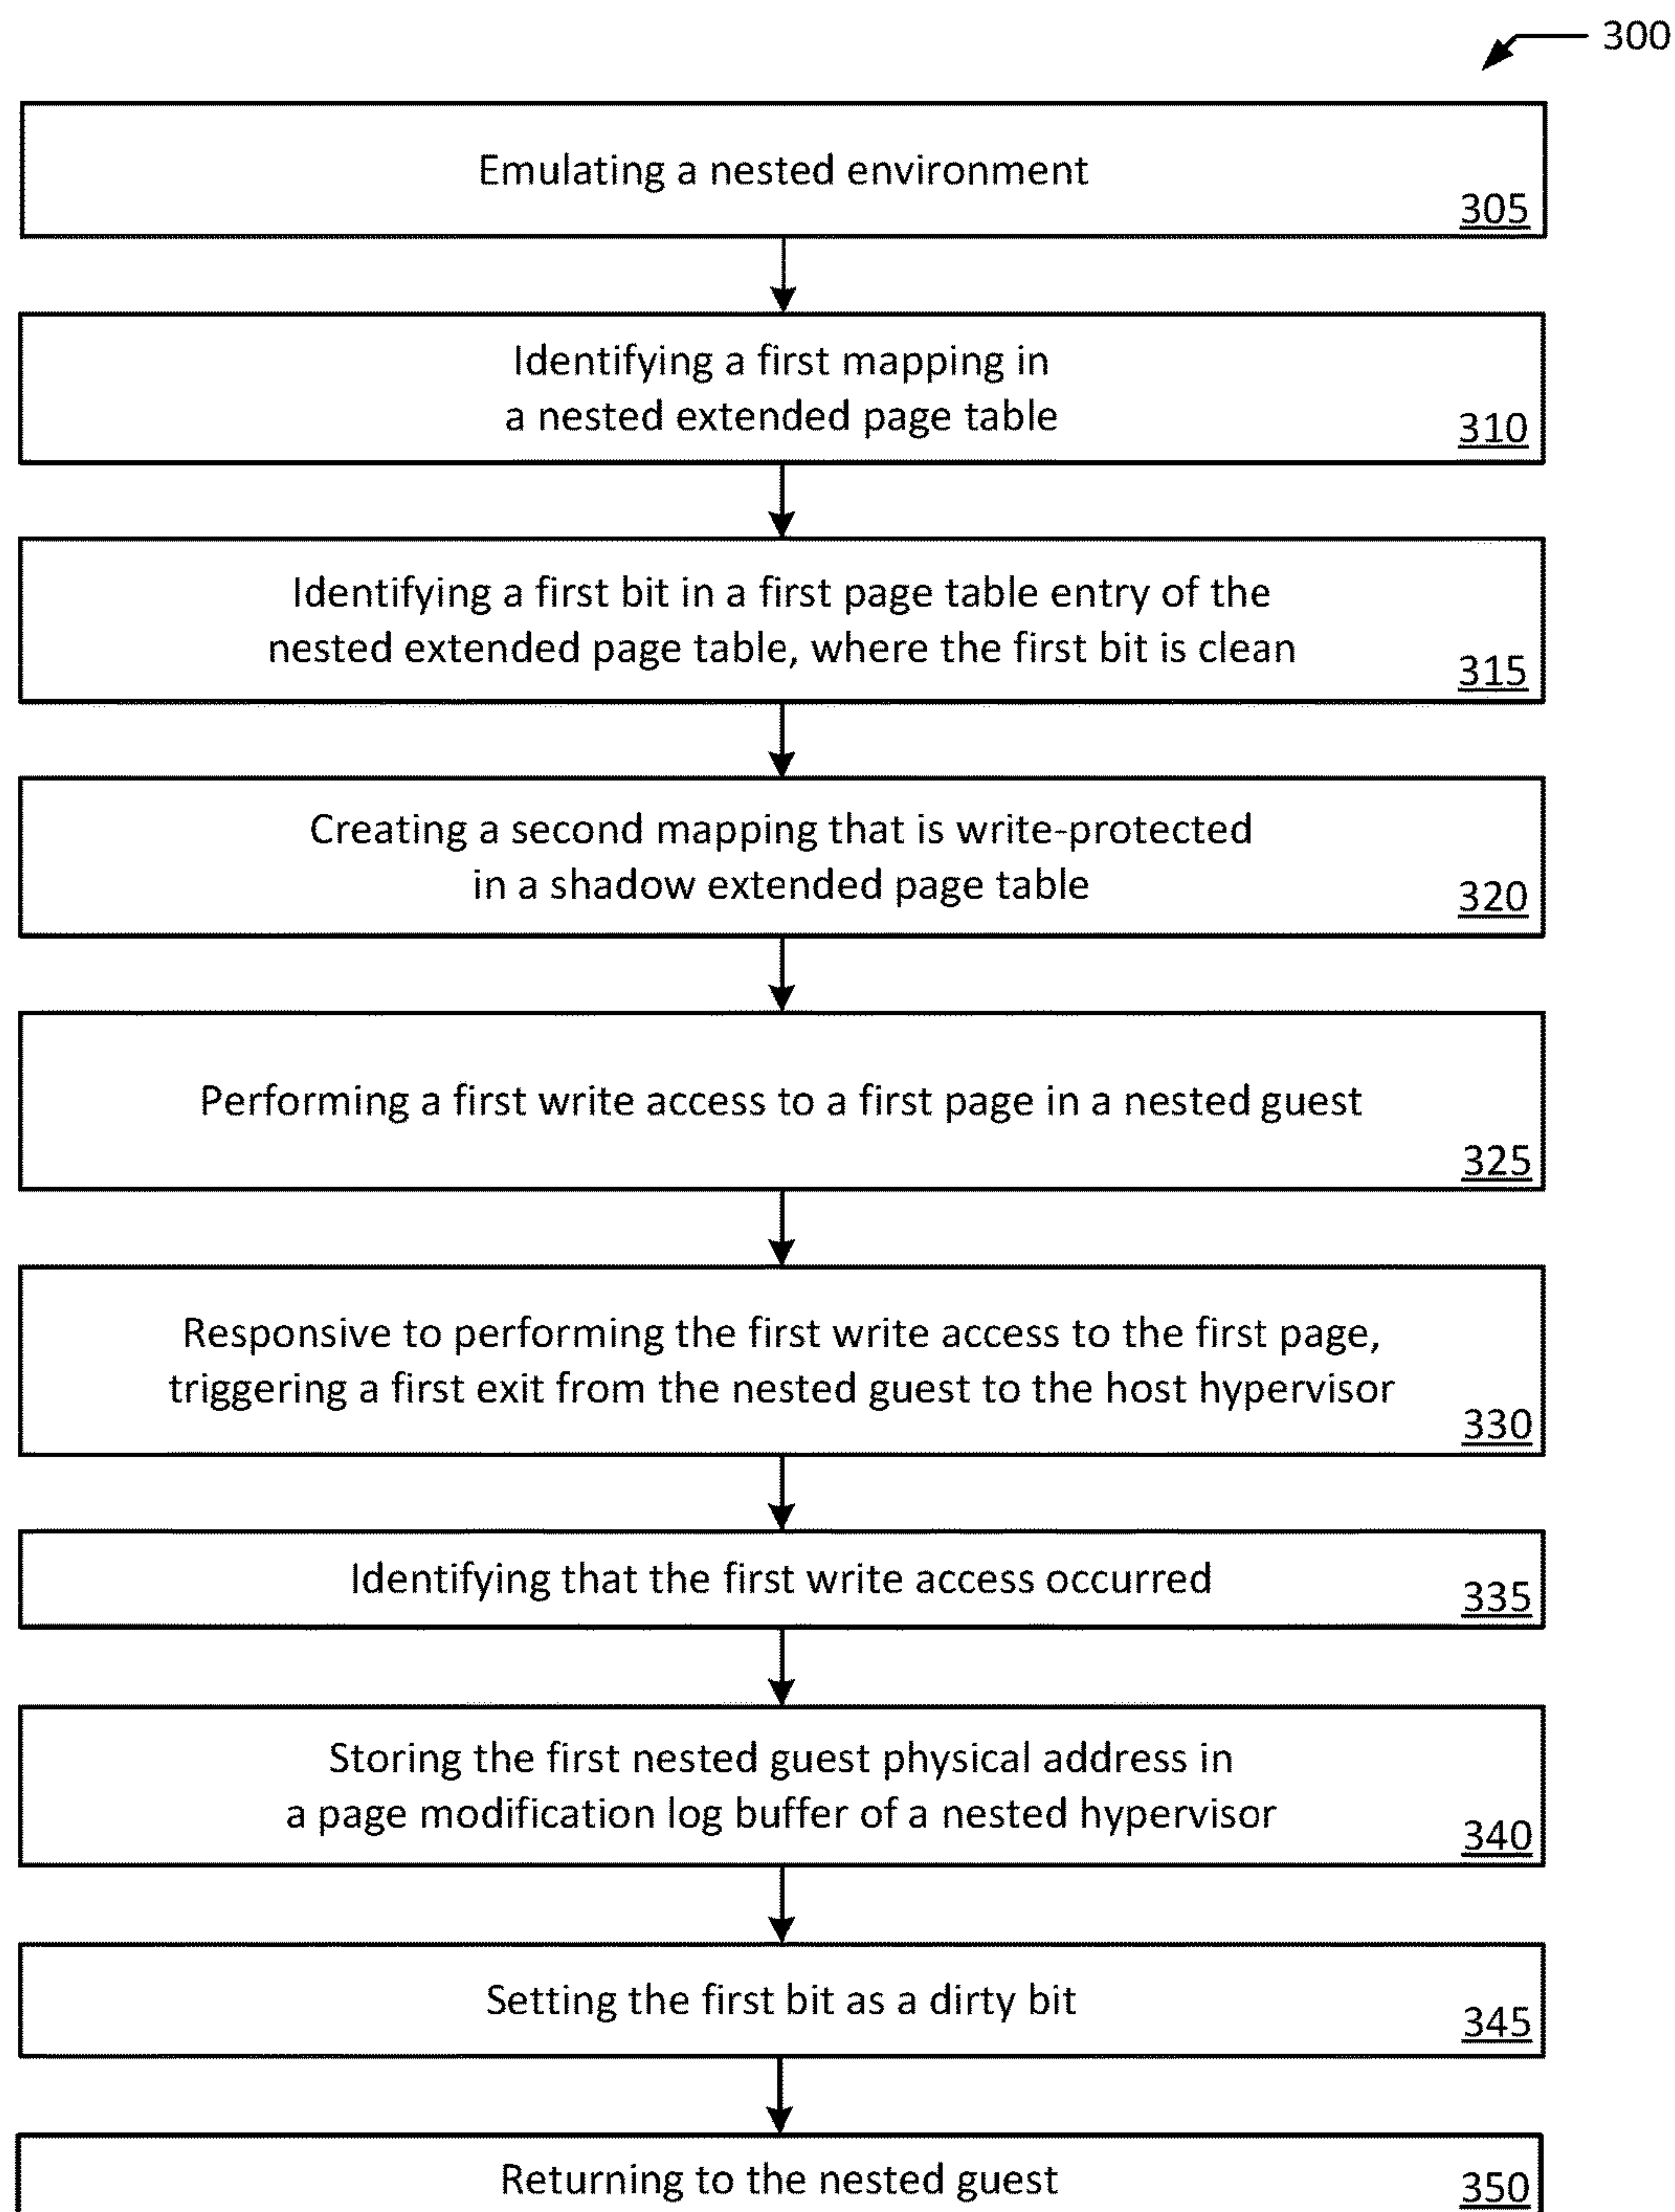 300
Emulating a nested environment
305
Identifying a first mapping in
a nested extended page table
310
Identifying a first bit in a first page table entry of the
nested extended page table, where the first bit is clean
315
Creating a second mapping that is write-protected
in a shadow extended page table
320
Performing a first write access to a first page in a nested guest
325
Responsive to performing the first write access to the first page,
triggering a first exit from the nested guest to the host hypervisor
330
Identifying that the first write access occurred
335
Storing the first nested guest physical address in
a page modification log buffer of a nested hypervisor
340
Setting the first bit as a dirty bit
345
Returning to the nested guest
350